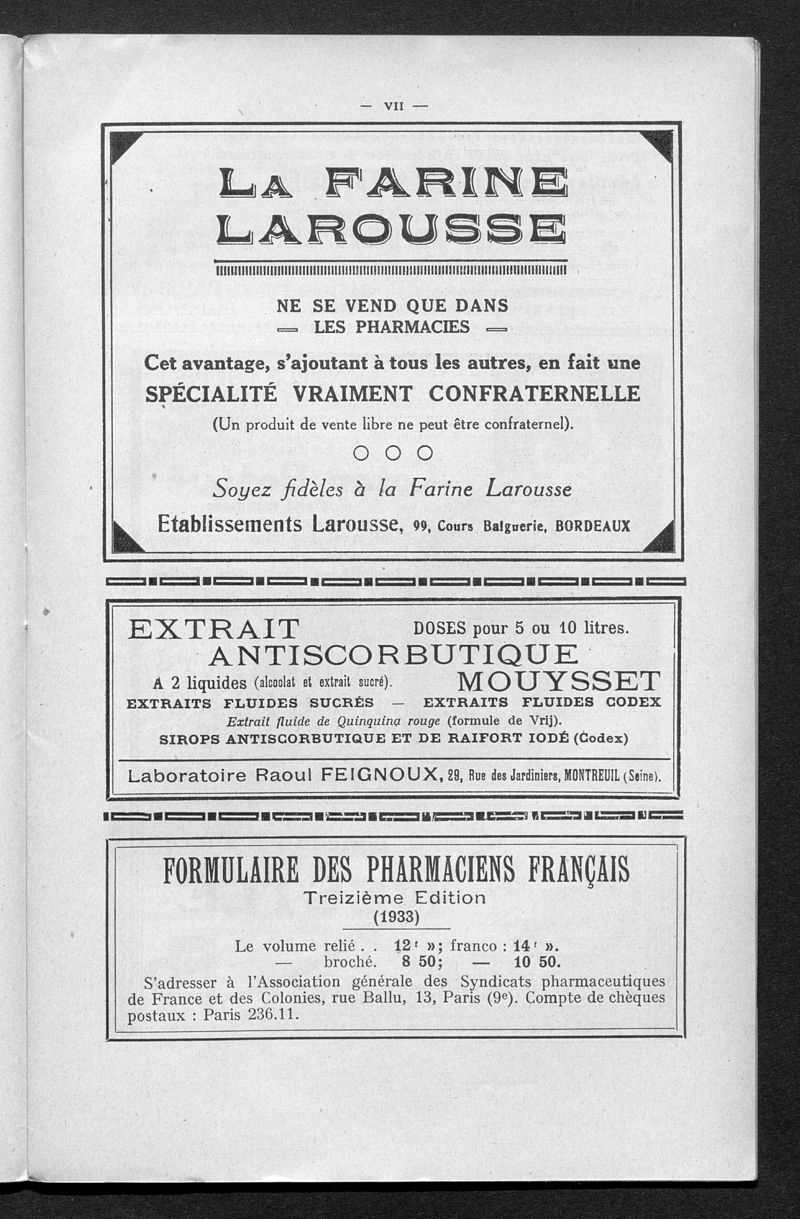 — VII —
LA FARINE
LAROUSSE
NE SE VEND QUE DANS
LES PHARMACIES
Cet avantage, s'ajoutant à tous les autres, en fait une
SPÉCIALITÉ VRAIMENT CONFRATERNELLE
(Un produit de vente libre ne peut être confraternel).
Soyez fidèles à la Farine Larousse
Etablissements Larousse, 99, Cours Balguerie, BORDEAUX
EXTRAIT DOSES pour 5 ou 10 litres.
ANTISCORBUTIQUE
A 2 liquides (alcoolat et extrait sucré). MOUYSSET
EXTRAITS FLUIDES SUCRÉS — EXTRAITS FLUIDES CODEX
Extrait fluide de Quinquina rouge (formule de Vrij).
SIROPS ANTISCORBUTIQUE ET DE RAIFORT IODÉ (Codex)
Laboratoire Raoul FEIGNOUX, 29, Rue des Jardiniers, MONTREUIL (Seine).
FORMULAIRE DES PHARMACIENS FRANÇAIS
Treizième Edition
(1933)
Le volume relié . . 12f »; franco : 14f ».
— broché. 8 50; — 10 50.
S'adresser à l'Association générale des Syndicats pharmaceutiques
de France et des Colonies, rue Ballu, 13, Paris (9e). Compte de chèques
postaux : Paris 236.11.